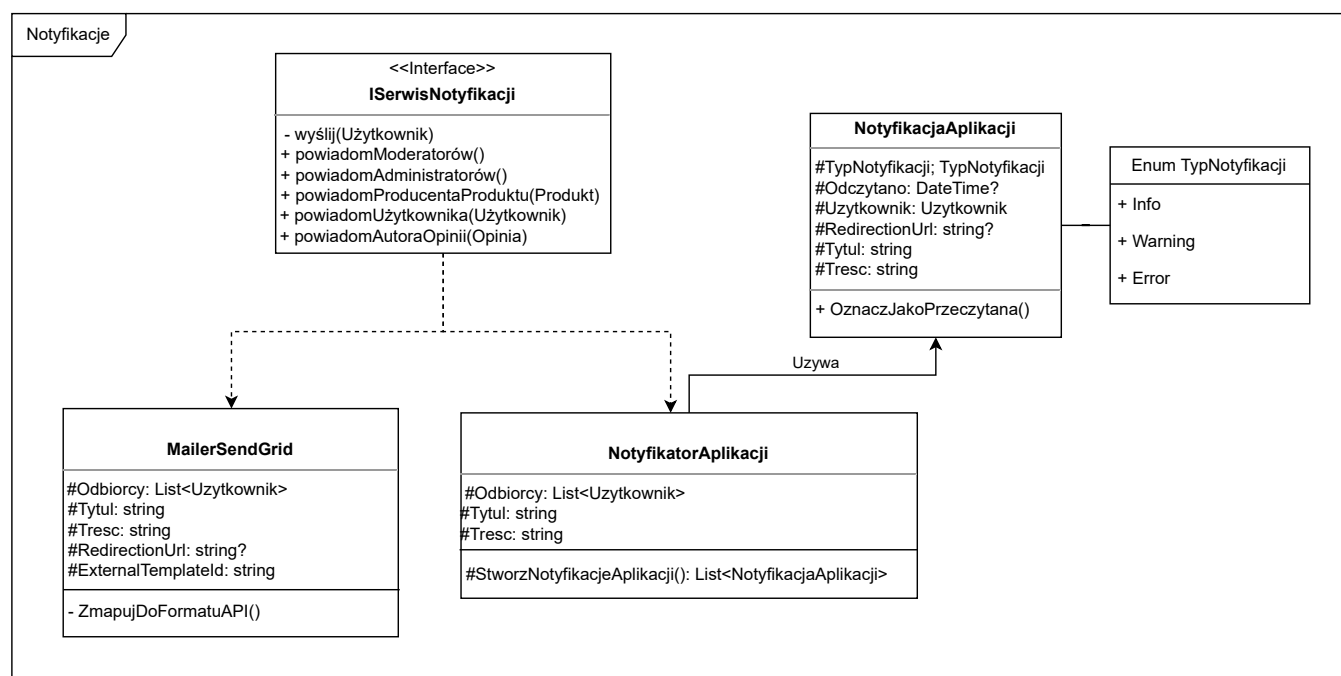 Notyfikacje
<<Interface>>
ISerwisNotyfikacji
- wyślij(Użytkownik)
+ powiadomModeratorów()
+ powiadomAdministratorów()
+ powiadomProducentaProduktu(Produkt)
+ powiadomUżytkownika(Użytkownik)
+ powiadomAutoraOpinii(Opinia)
NotyfikacjaAplikacji
#TypNotyfikacji; TypNotyfikacji
#Odczytano: DateTime?
#Uzytkownik: Uzytkownik
#RedirectionUrl: string?
#Tytul: string
#Tresc: string
+ OznaczJakoPrzeczytana()
Enum TypNotyfikacji
+ Info
+ Warning
+ Error
Uzywa
MailerSendGrid
#Odbiorcy: List<Uzytkownik>
#Tytul: string
#Tresc: string
#RedirectionUrl: string?
#ExternalTemplateId: string
- ZmapujDoFormatuAPI()
NotyfikatorAplikacji
#Odbiorcy: List<Uzytkownik>
#Tytul: string
#Tresc: string
#StworzNotyfikacjeAplikacji(): List<NotyfikacjaAplikacji>